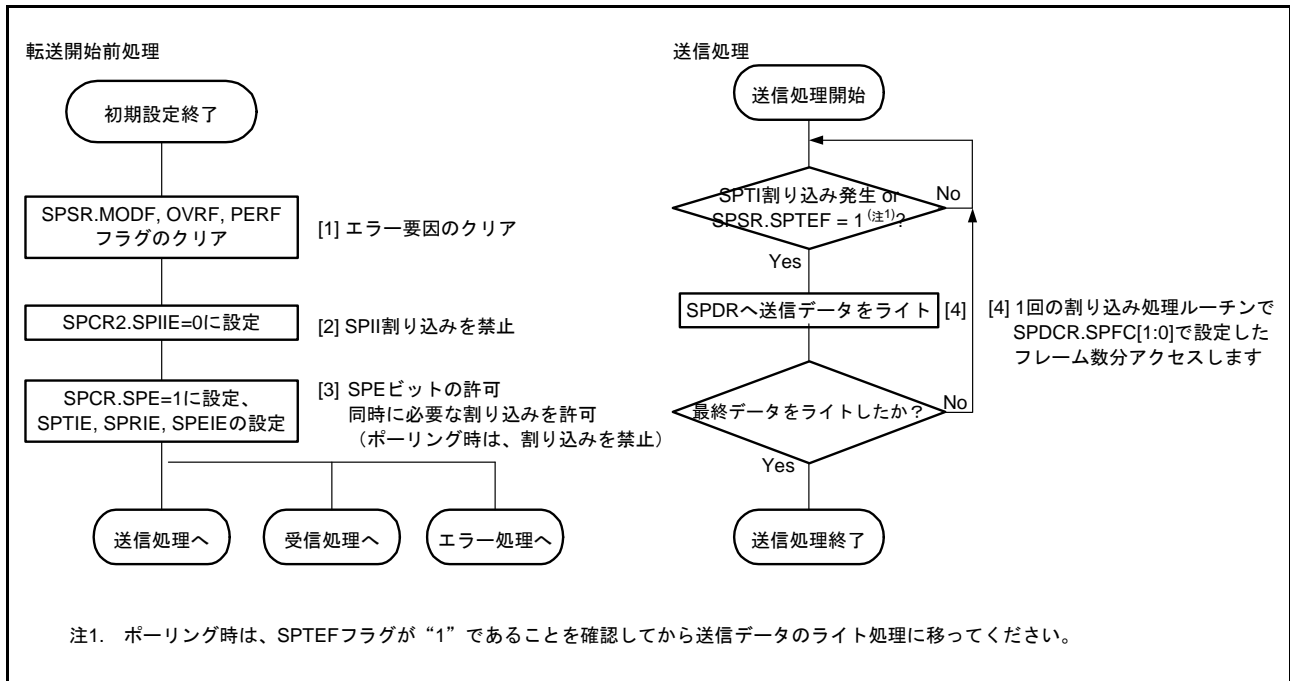 転送開始前処理
初期設定終了
SPSR.MODF, OVRF, PERF
フラグのクリア
[1] エラー要因のクリア
SPCR2.SPIIE=0に設定
[2] SPII割り込みを禁止
SPCR.SPE=1に設定、
SPTIE, SPRIE, SPEIEの設定
[3] SPEビットの許可
同時に必要な割り込みを許可
（ポーリング時は、割り込みを禁止）
送信処理へ
受信処理へ
エラー処理へ
送信処理
送信処理開始
SPTI割り込み発生 or
SPSR.SPTEF = 1(注1)?
No
Yes
SPDRへ送信データをライト
[4]
[4] 1回の割り込み処理ルーチンで
SPDCR.SPFC[1:0]で設定した
フレーム数分アクセスします
最終データをライトしたか？
No
Yes
送信処理終了
注1. ポーリング時は、SPTEFフラグが“1”であることを確認してから送信データのライト処理に移ってください。